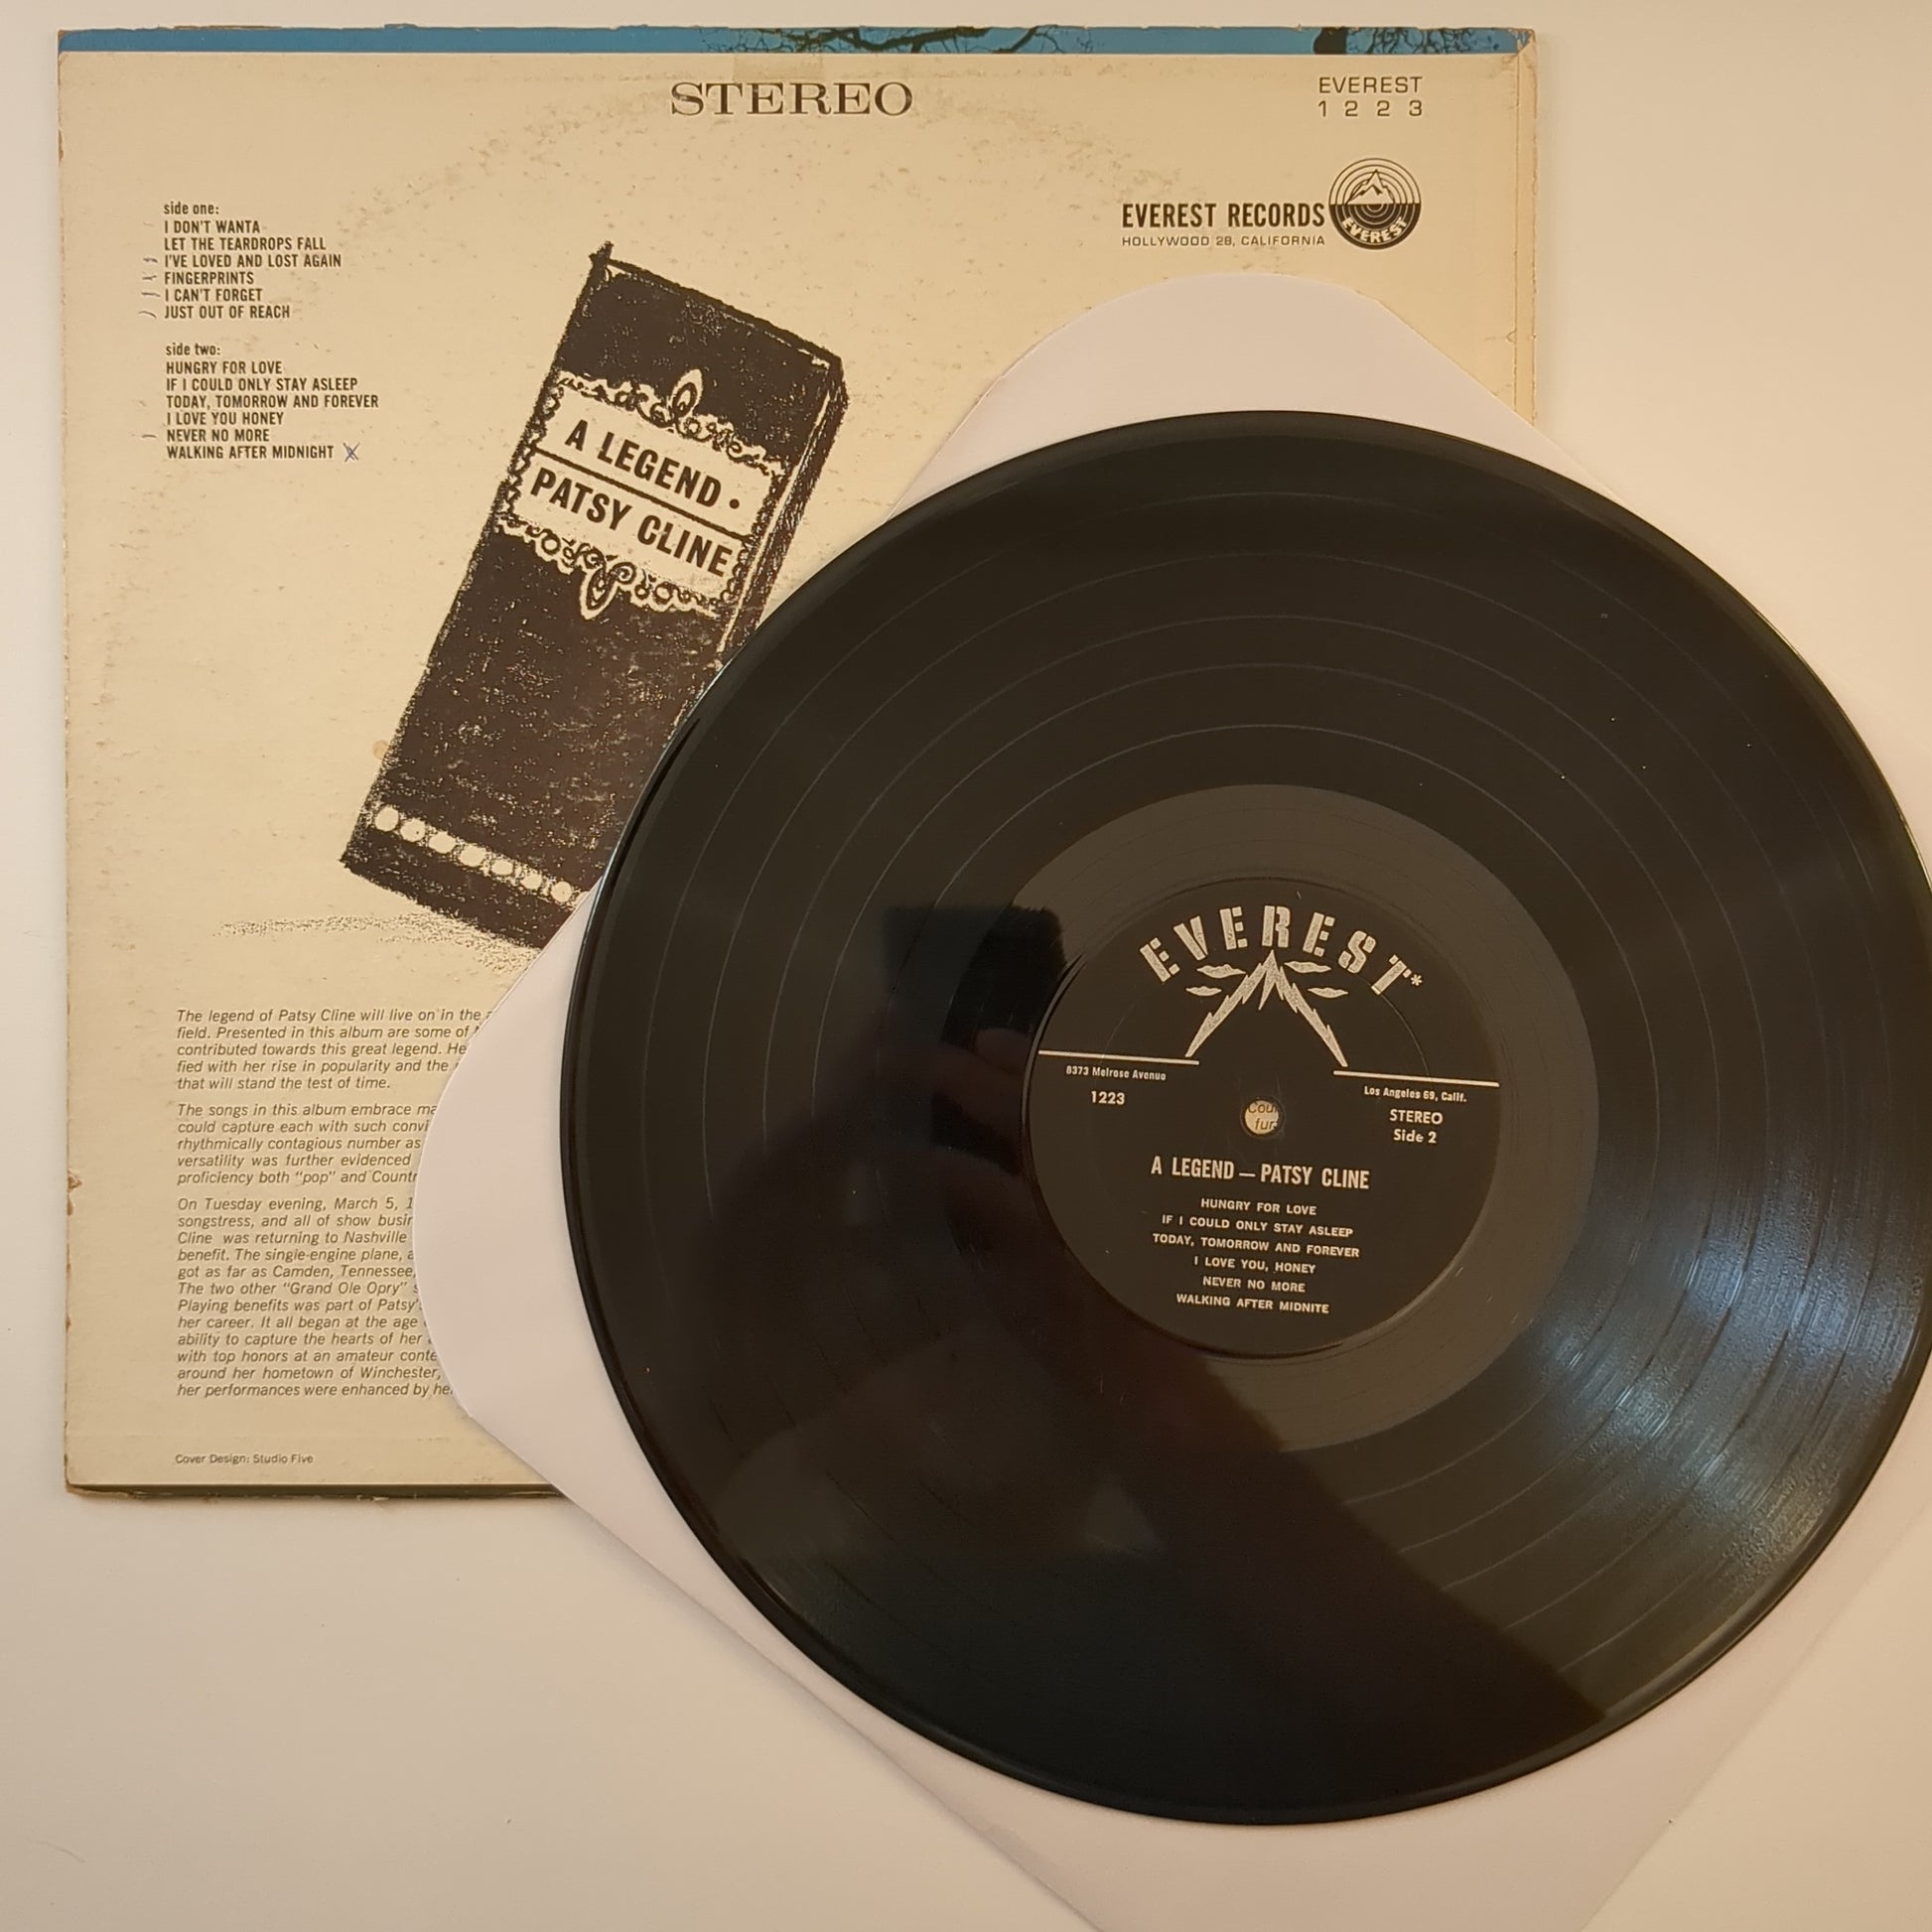 STEREO
EVEREST
1 2 2 3
EVEREST RECORDS
HOLLYWOOD 28, CALIFORNIA
EVEREST
side one:
I DON'T WANTA
LET THE TEARDROPS FALL
I'VE LOVED AND LOST AGAIN
FINGERPRINTS
I CAN'T FORGET
JUST OUT OF REACH
side two:
HUNGRY FOR LOVE
IF I COULD ONLY STAY ASLEEP
TODAY, TOMORROW AND FOREVER
I LOVE YOU HONEY
NEVER NO MORE
WALKING AFTER MIDNIGHT
A LEGEND •
PATSY CLINE
The legend of Patsy Cline will live on in the
field. Presented in this album are some of
contributed towards this great legend. He
fied with her rise in popularity and the
that will stand the test of time.
The songs in this album embrace ma
could capture each with such convi
rhythmically contagious number as
versatility was further evidenced
proficiency both "pop" and Countr
On Tuesday evening, March 5, 1
songstress, and all of show busin
Cline was returning to Nashville
benefit. The single-engine plane, a
got as far as Camden, Tennessee,
The two other "Grand Ole Opry" s
Playing benefits was part of Patsy'
her career. It all began at the age
ability to capture the hearts of her
with top honors at an amateur conte
around her hometown of Winchester,
her performances were enhanced by he
Cover Design: Studio Five
EVEREST*
8373 Melrose Avenue
Los Angeles 69, Calif.
1223
STEREO
Side 2
Cou
fur
A LEGEND — PATSY CLINE
HUNGRY FOR LOVE
IF I COULD ONLY STAY ASLEEP
TODAY, TOMORROW AND FOREVER
I LOVE YOU, HONEY
NEVER NO MORE
WALKING AFTER MIDNITE